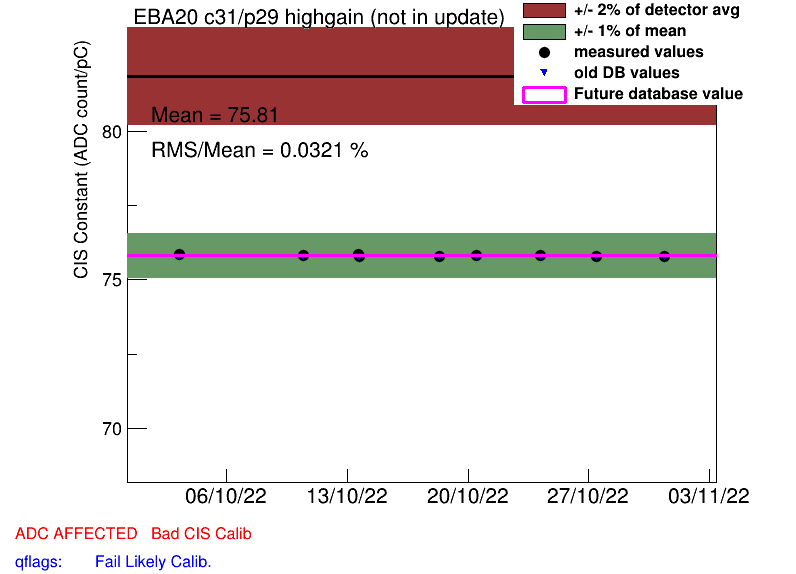 EBA20 c31/p29 highgain (not in update)
+/- 2% of detector avg
+/- 1% of mean
measured values
old DB values
Future database value
CIS Constant (ADC count/pC)
Mean = 75.81
RMS/Mean = 0.0321 %
80
75
70
06/10/22 13/10/22 20/10/22 27/10/22 03/11/22
ADC AFFECTED Bad CIS Calib
qflags: Fail Likely Calib.